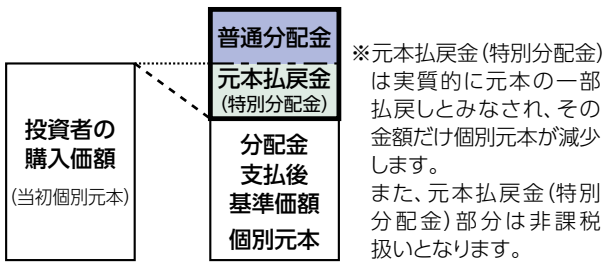 投資者の
購入価額
(当初個別元本)
普通分配金
元本払戻金
(特別分配金)
分配金
支払後
基準価額
個別元本
※元本払戻金(特別分配金)
は実質的に元本の一部
払戻しとみなされ、その
金額だけ個別元本が減少
します。
また、元本払戻金(特別
分配金)部分は非課税
扱いとなります。